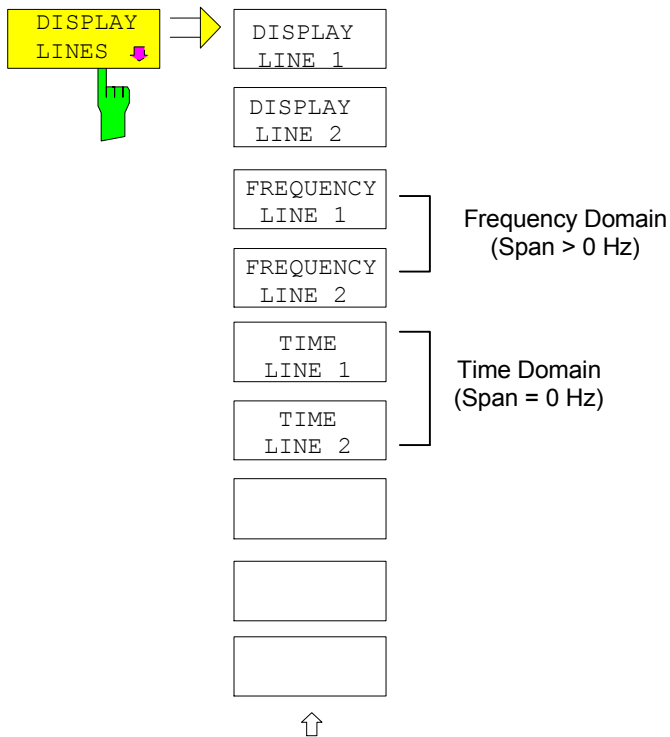 DISPLAY
LINES
DISPLAY
LINE 1
DISPLAY
LINE 2
FREQUENCY
LINE 1
FREQUENCY
LINE 2
Frequency Domain
(Span > 0 Hz)
TIME
LINE 1
TIME
LINE 2
Time Domain
(Span = 0 Hz)